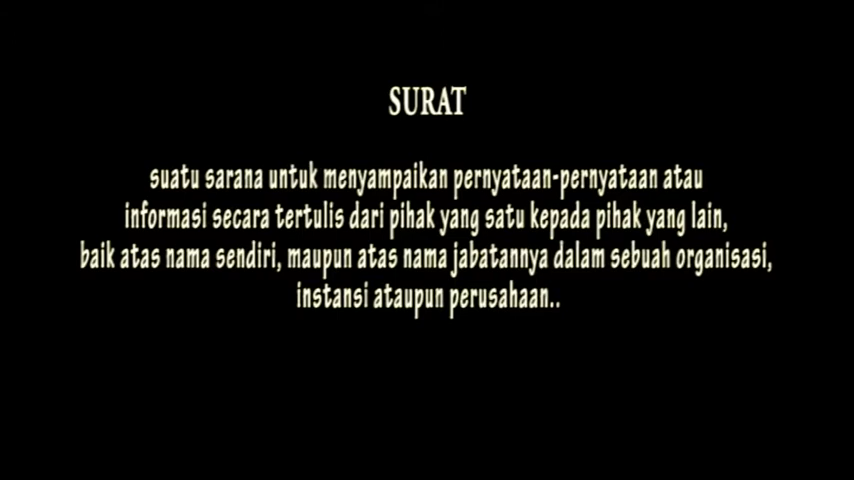 SURAT
suatu sarana untuk menyampaikan pernyataan-pernyataan atau
informasi secara tertulis dari pihak yang satu kepada pihak yang lain,
baik atas nama sendiri, maupun atas nama jabatannya dalam sebuah organisasi,
instansi ataupun perusahaan..